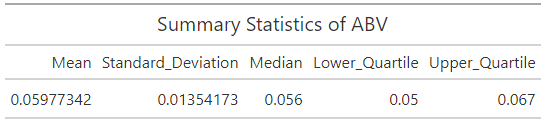 Summary Statistics of ABV
Mean Standard_Deviation Median Lower_Quartile Upper_Quartile
0.05977342 0.01354173 0.056 0.05 0.067